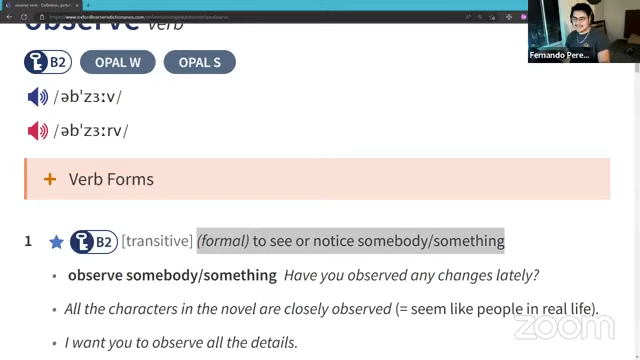 observe verb
B2 OPAL W OPAL S
/əbˈzɜːv/
/əbˈzɜːrv/
+ Verb Forms
1 B2 [transitive] (formal) to see or notice somebody/something
• observe somebody/something Have you observed any changes lately?
• All the characters in the novel are closely observed (= seem like people in real life).
• I want you to observe all the details.
Fernando Pere...
zoom